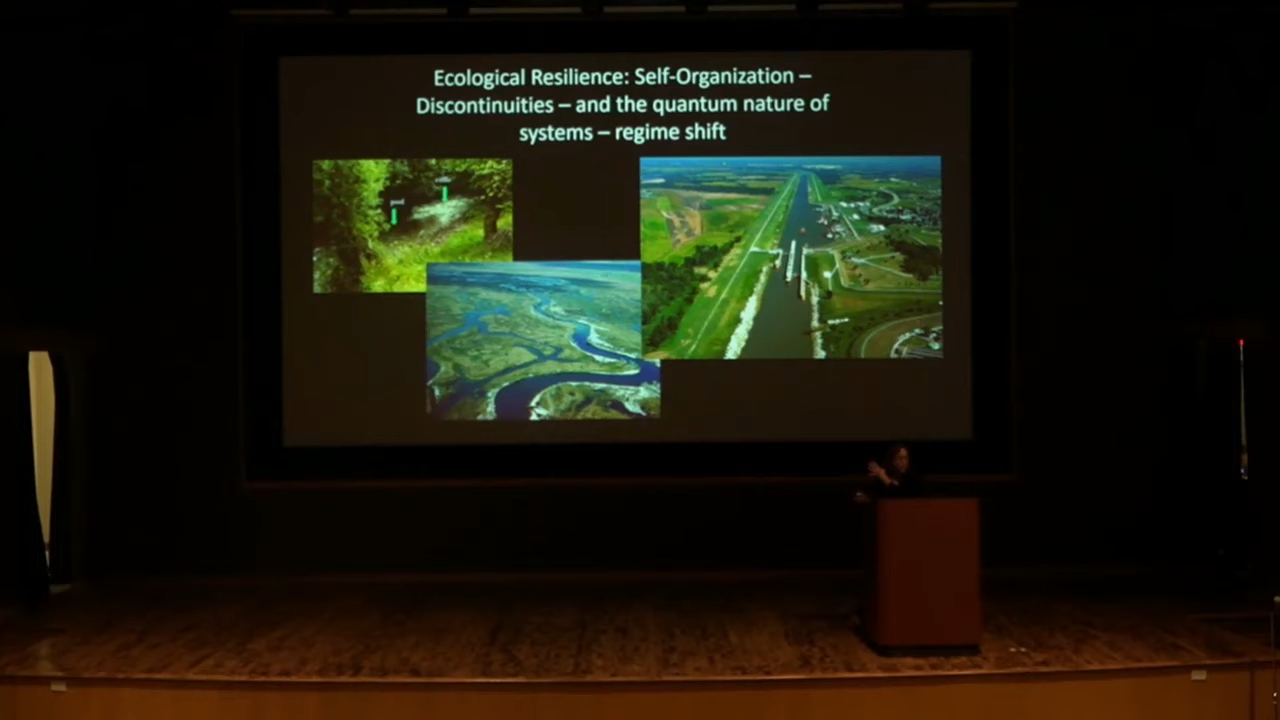 Ecological Resilience: Self-Organization –
Discontinuities – and the quantum nature of
systems – regime shift